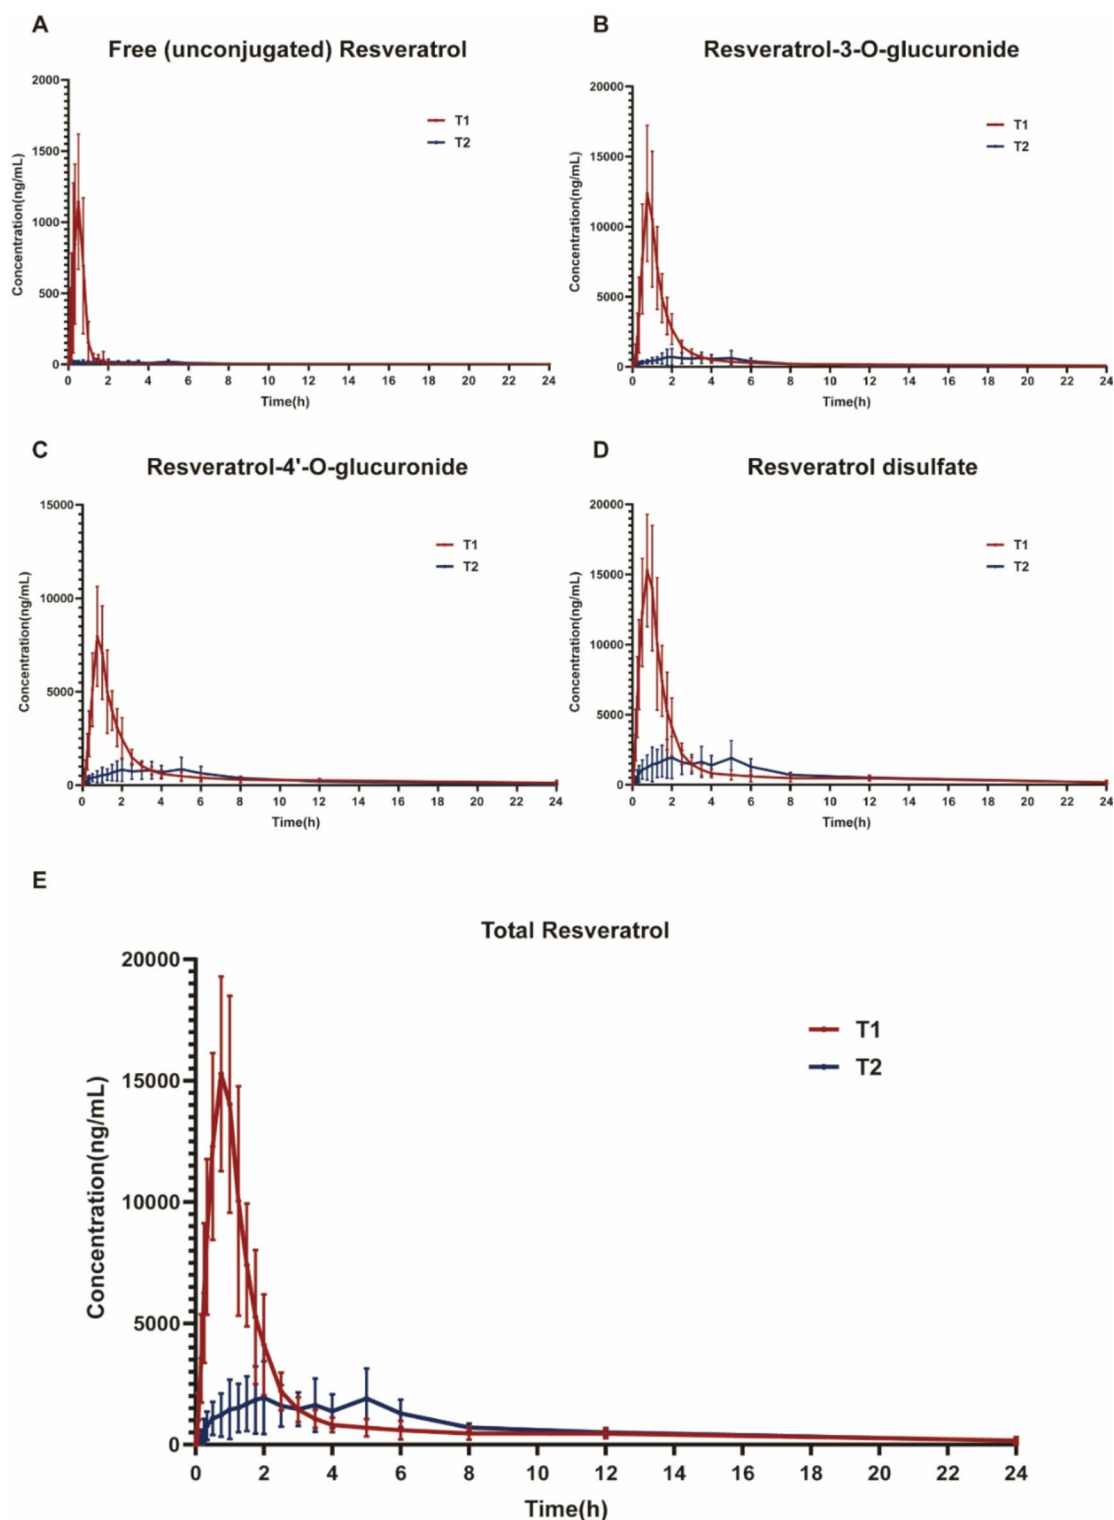 A
Free (unconjugated) Resveratrol
2000
1500
1000
500
0
Concentration(ng/mL)
T1
T2
0 2 4 6 8 10 12 14 16 18 20 22 24
Time(h)
B
Resveratrol-3-O-glucuronide
20000
15000
10000
5000
0
Concentration(ng/mL)
T1
T2
0 2 4 6 8 10 12 14 16 18 20 22 24
Time(h)
C
Resveratrol-4'-O-glucuronide
15000
10000
5000
0
Concentration(ng/mL)
T1
T2
0 2 4 6 8 10 12 14 16 18 20 22 24
Time(h)
D
Resveratrol disulfate
20000
15000
10000
5000
0
Concentration(ng/mL)
T1
T2
0 2 4 6 8 10 12 14 16 18 20 22 24
Time(h)
E
Total Resveratrol
20000
15000
10000
5000
0
Concentration(ng/mL)
T1
T2
0 2 4 6 8 10 12 14 16 18 20 22 24
Time(h)